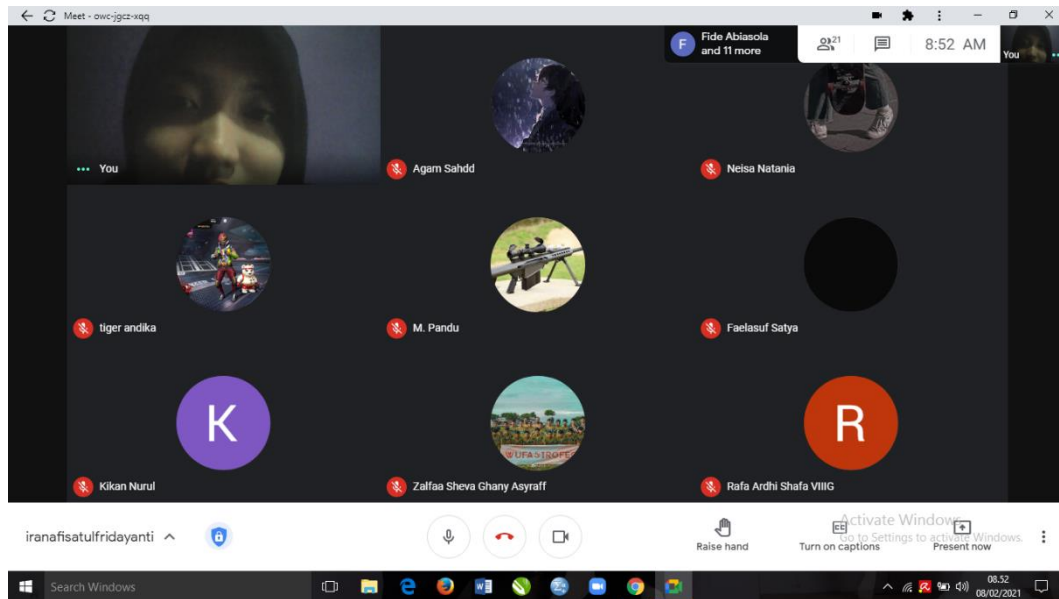 Meet - owc-jgcz-xqq
F
Fide Abiasola
and 11 more
21
8:52 AM
You
You
Agam Sahdd
Neisa Natania
tiger andika
M. Pandu
Faelasuf Satya
K
R
Kikan Nurul
Zalfaa Sheva Ghany Asyraff
Rafa Ardhi Shafa VIIIG
iranafisatulfridayanti
Raise hand
Turn on captions
Present now
Activate Windows
Go to Settings to activate Windows.
Search Windows
08.52
08/02/2021